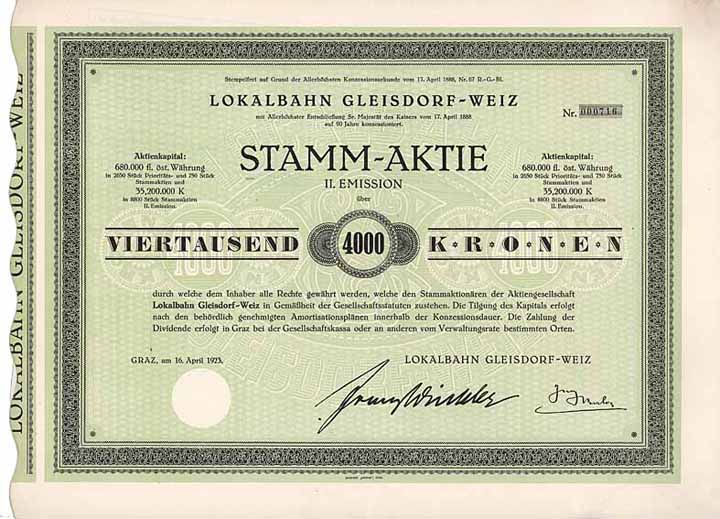 Stempelfrei auf Grund der Allerhöchsten Konzessionsurkunde vom 17. April 1888, Nr. 67 R.-G.-Bl.
LOKALBAHN GLEISDORF-WEIZ
mit Allerhöchster Entschließung Sr. Majestät des Kaisers vom 17. April 1888
auf 90 Jahre konzessioniert.
Nr. 000716
STAMM-AKTIE
II. EMISSION
über
Aktienkapital:
680.000 fl. öst. Währung
in 2650 Stück Prioritäts- und 750 Stück
Stammaktien und
35,200.000 K
in 8800 Stück Stammaktien
II. Emission.
Aktienkapital:
680.000 fl. öst. Währung
in 2650 Stück Prioritäts- und 750 Stück
Stammaktien und
35,200.000 K
in 8800 Stück Stammaktien
II. Emission.
VIERTAUSEND 4000 K·R·O·N·E·N
durch welche dem Inhaber alle Rechte gewährt werden, welche den Stammaktionären der Aktiengesellschaft
Lokalbahn Gleisdorf-Weiz in Gemäßheit der Gesellschaftsstatuten zustehen. Die Tilgung des Kapitals erfolgt
nach den behördlich genehmigten Amortisationsplänen innerhalb der Konzessionsdauer. Die Zahlung der
Dividende erfolgt in Graz bei der Gesellschaftskassa oder an anderen vom Verwaltungsrate bestimmten Orten.
GRAZ, am 16. April 1923.
LOKALBAHN GLEISDORF-WEIZ
LOKALBAHN GLEISDORF-WEIZ